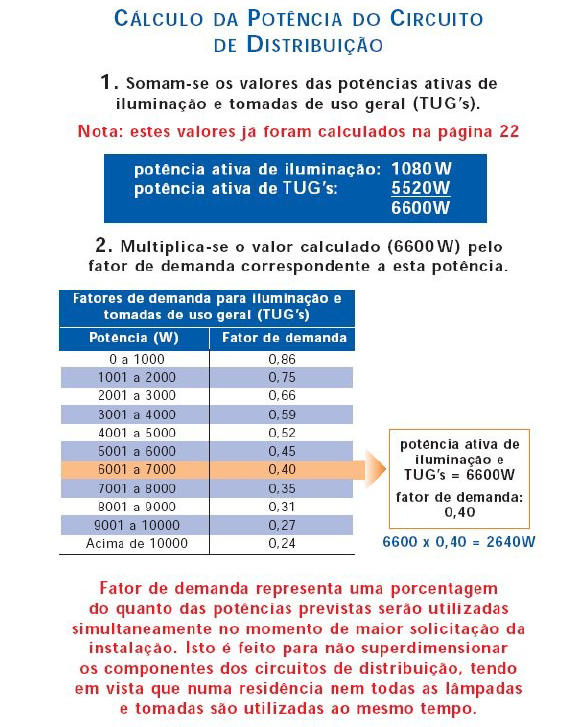 CÁLCULO DA POTÊNCIA DO CIRCUITO
DE DISTRIBUIÇÃO
1. Somam-se os valores das potências ativas de
iluminação e tomadas de uso geral (TUG's).
Nota: estes valores já foram calculados na página 22
potência ativa de iluminação: 1080W
potência ativa de TUG's: 5520W
6600W
2. Multiplica-se o valor calculado (6600W) pelo
fator de demanda correspondente a esta potência.
Fatores de demanda para iluminação e
tomadas de uso geral (TUG's)
Potência (W) Fator de demanda
0 a 1000 0,86
1001 a 2000 0,75
2001 a 3000 0,66
3001 a 4000 0,59
4001 a 5000 0,52
5001 a 6000 0,45
6001 a 7000 0,40
7001 a 8000 0,35
8001 a 9000 0,31
9001 a 10000 0,27
Acima de 10000 0,24
potência ativa de
iluminação e
TUG's = 6600W
fator de demanda:
0,40
6600 x 0,40 = 2640W
Fator de demanda representa uma porcentagem
do quanto das potências previstas serão utilizadas
simultaneamente no momento de maior solicitação da
instalação. Isto é feito para não superdimensionar
os componentes dos circuitos de distribuição, tendo
em vista que numa residência nem todas as lâmpadas
e tomadas são utilizadas ao mesmo tempo.